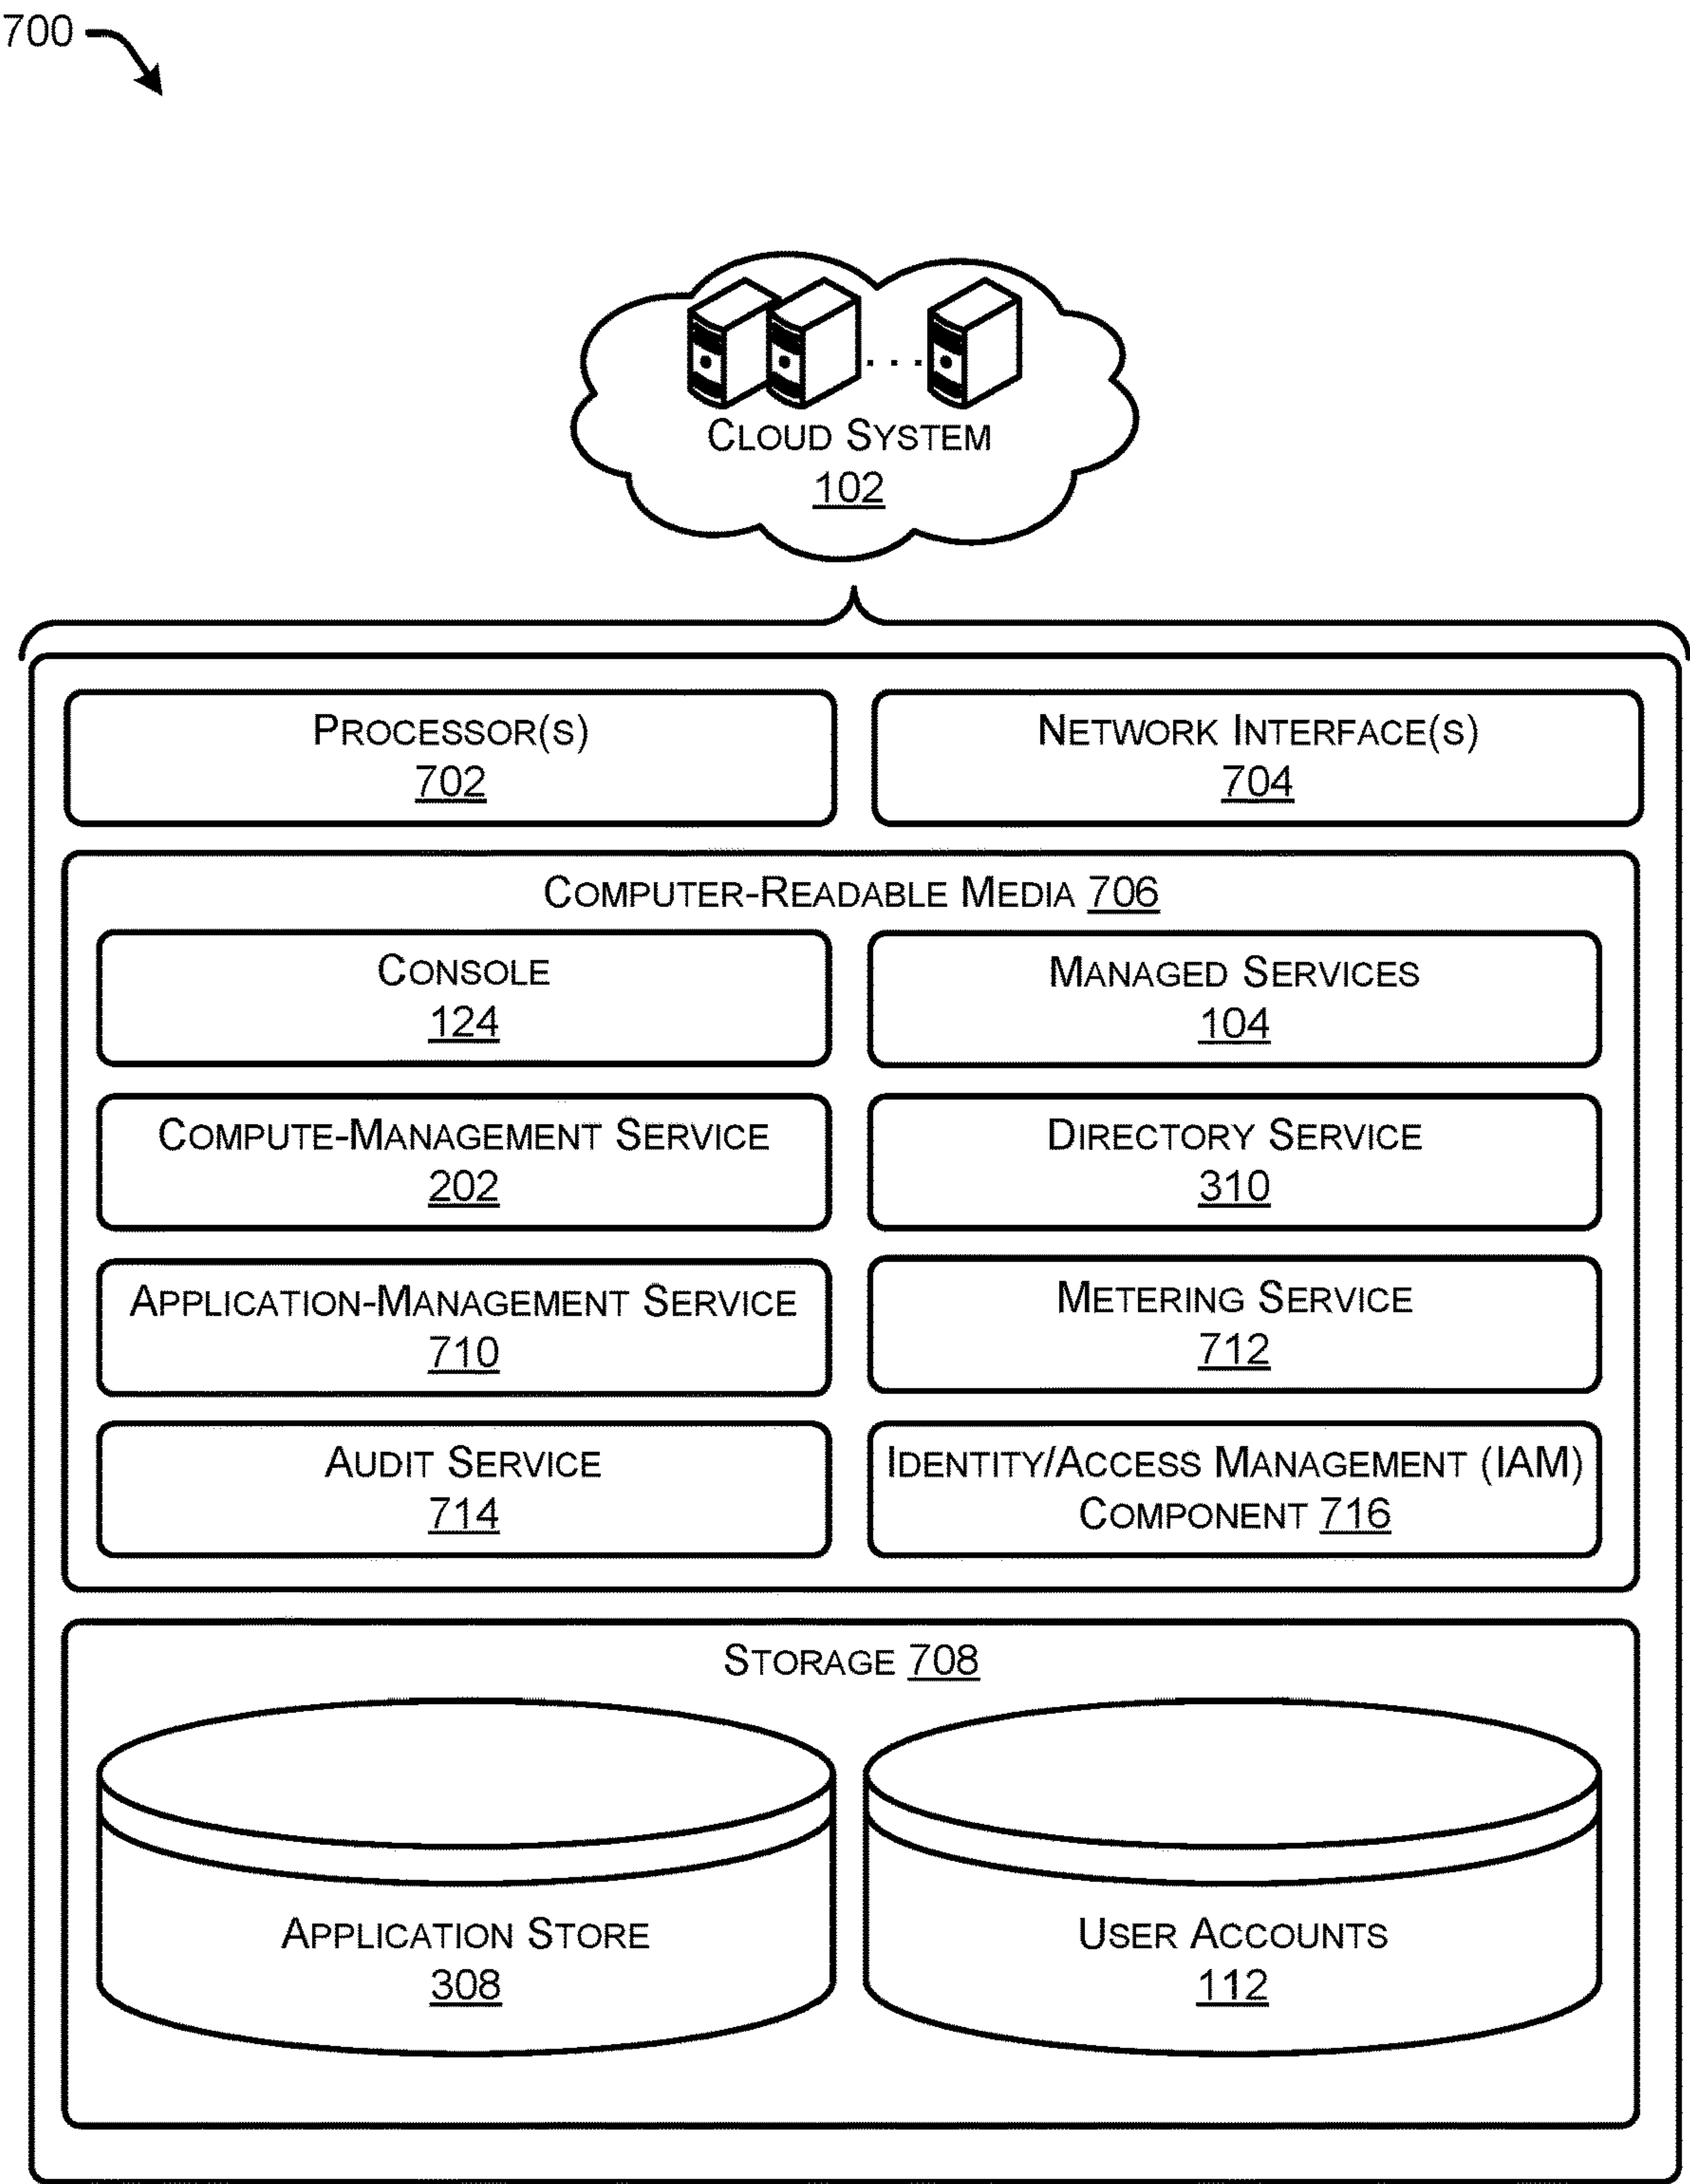 700
CLOUD SYSTEM
102
PROCESSOR(S)
702
NETWORK INTERFACE(S)
704
COMPUTER-READABLE MEDIA 706
CONSOLE
124
MANAGED SERVICES
104
COMPUTE-MANAGEMENT SERVICE
202
DIRECTORY SERVICE
310
APPLICATION-MANAGEMENT SERVICE
710
METERING SERVICE
712
AUDIT SERVICE
714
IDENTITY/ACCESS MANAGEMENT (IAM)
COMPONENT 716
STORAGE 708
APPLICATION STORE
308
USER ACCOUNTS
112